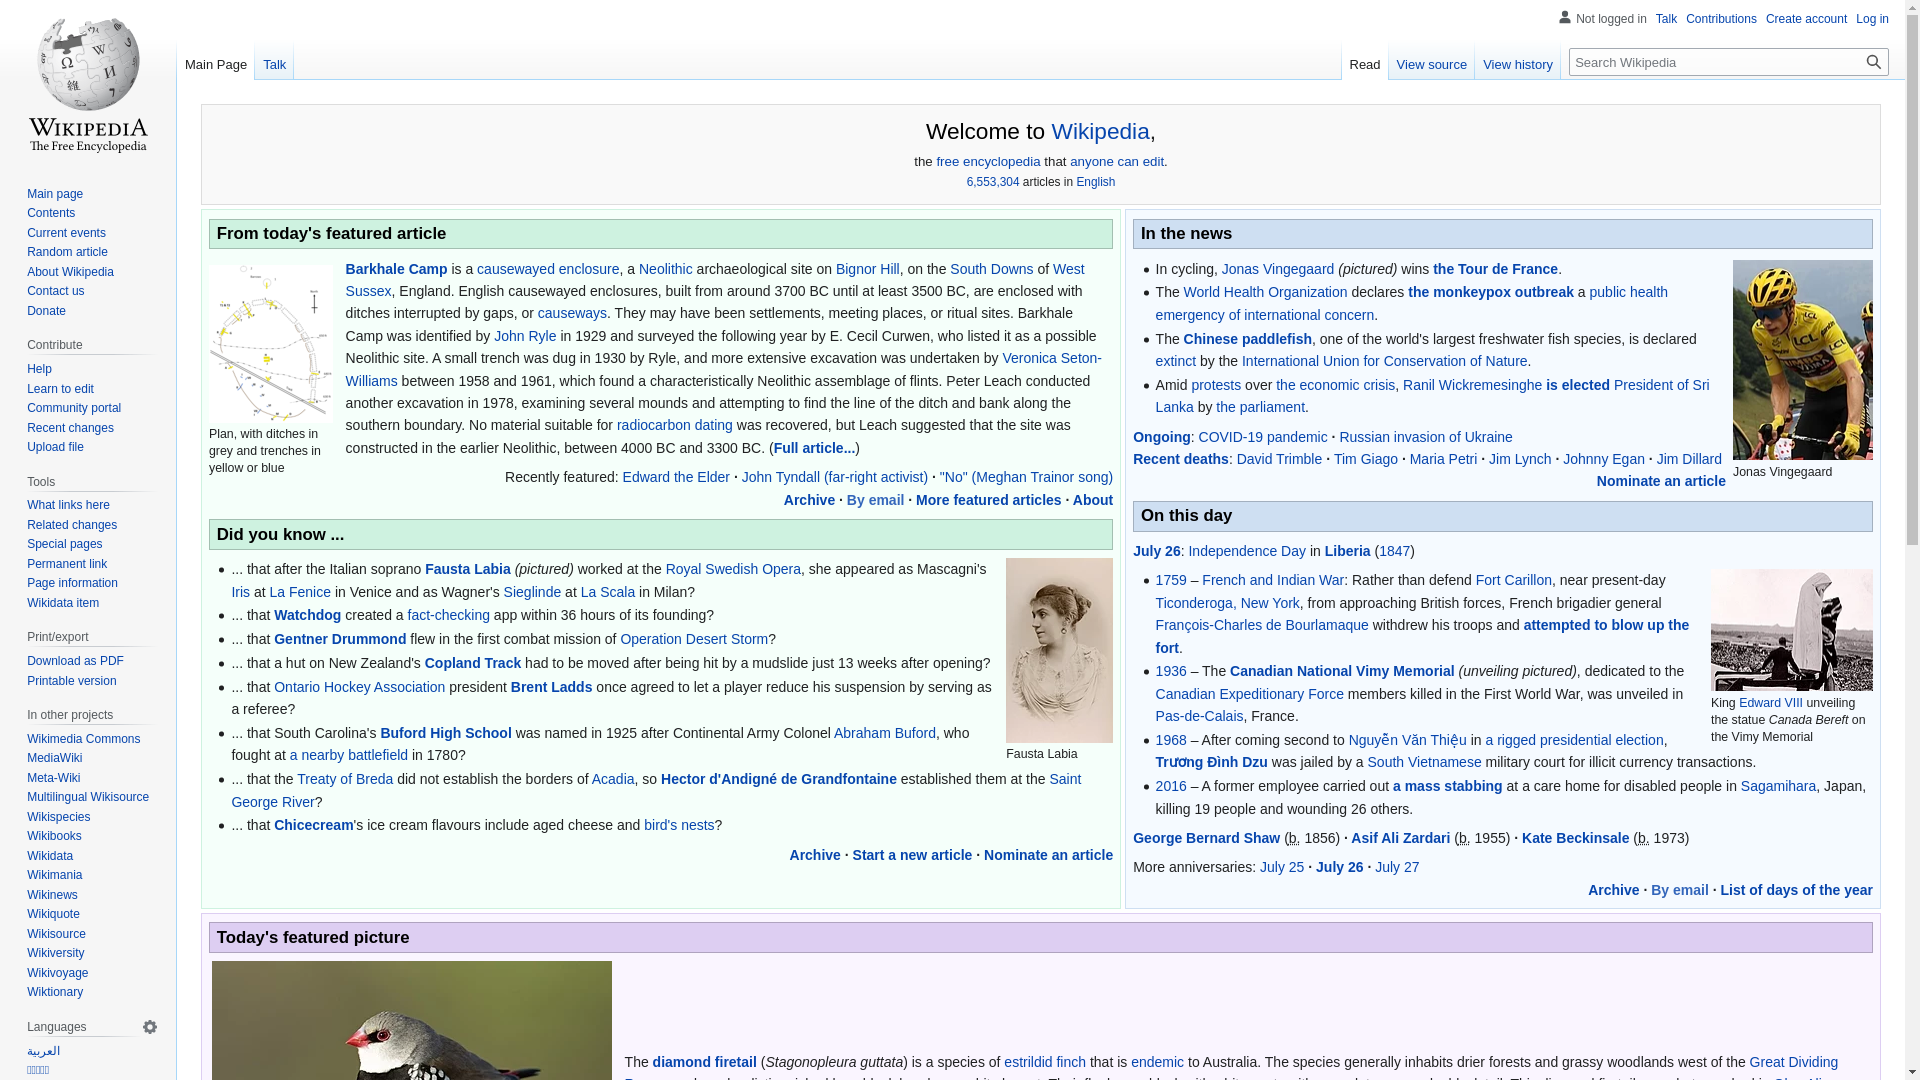 Not logged in Talk Contributions Create account Log in
Main Page Talk
Read View source View history Search Wikipedia
WIKIPEDIA
The Free Encyclopedia
Main page
Contents
Current events
Random article
About Wikipedia
Contact us
Donate
Contribute
Help
Learn to edit
Community portal
Recent changes
Upload file
Tools
What links here
Related changes
Special pages
Permanent link
Page information
Wikidata item
Print/export
Download as PDF
Printable version
In other projects
Wikimedia Commons
MediaWiki
Meta-Wiki
Multilingual Wikisource
Wikispecies
Wikibooks
Wikidata
Wikimania
Wikinews
Wikiquote
Wikisource
Wikiversity
Wikivoyage
Wiktionary
Languages
العربية
Welcome to Wikipedia,
the free encyclopedia that anyone can edit.
6,553,304 articles in English
From today's featured article
Plan, with ditches in
grey and trenches in
yellow or blue
Barkhale Camp is a causewayed enclosure, a Neolithic archaeological site on Bignor Hill, on the South Downs of West
Sussex, England. English causewayed enclosures, built from around 3700 BC until at least 3500 BC, are enclosed with
ditches interrupted by gaps, or causeways. They may have been settlements, meeting places, or ritual sites. Barkhale
Camp was identified by John Ryle in 1929 and surveyed the following year by E. Cecil Curwen, who listed it as a possible
Neolithic site. A small trench was dug in 1930 by Ryle, and more extensive excavation was undertaken by Veronica Seton-
Williams between 1958 and 1961, which found a characteristically Neolithic assemblage of flints. Peter Leach conducted
another excavation in 1978, examining several mounds and attempting to find the line of the ditch and bank along the
southern boundary. No material suitable for radiocarbon dating was recovered, but Leach suggested that the site was
constructed in the earlier Neolithic, between 4000 BC and 3300 BC. (Full article...)
Recently featured: Edward the Elder · John Tyndall (far-right activist) · "No" (Meghan Trainor song)
Archive · By email · More featured articles · About
Did you know ...
... that after the Italian soprano Fausta Labia (pictured) worked at the Royal Swedish Opera, she appeared as Mascagni's
Iris at La Fenice in Venice and as Wagner's Sieglinde at La Scala in Milan?
... that Watchdog created a fact-checking app within 36 hours of its founding?
... that Gentner Drummond flew in the first combat mission of Operation Desert Storm?
... that a hut on New Zealand's Copland Track had to be moved after being hit by a mudslide just 13 weeks after opening?
... that Ontario Hockey Association president Brent Ladds once agreed to let a player reduce his suspension by serving as
a referee?
... that South Carolina's Buford High School was named in 1925 after Continental Army Colonel Abraham Buford, who
fought at a nearby battlefield in 1780?
... that the Treaty of Breda did not establish the borders of Acadia, so Hector d'Andigné de Grandfontaine established them at the Saint
George River?
... that Chicecream's ice cream flavours include aged cheese and bird's nests?
Fausta Labia
Archive · Start a new article · Nominate an article
In the news
In cycling, Jonas Vingegaard (pictured) wins the Tour de France.
The World Health Organization declares the monkeypox outbreak a public health
emergency of international concern.
The Chinese paddlefish, one of the world's largest freshwater fish species, is declared
extinct by the International Union for Conservation of Nature.
Amid protests over the economic crisis, Ranil Wickremesinghe is elected President of Sri
Lanka by the parliament.
LCL
Jonas Vingegaard
Ongoing: COVID-19 pandemic · Russian invasion of Ukraine
Recent deaths: David Trimble · Tim Giago · Maria Petri · Jim Lynch · Johnny Egan · Jim Dillard
Nominate an article
On this day
July 26: Independence Day in Liberia (1847)
1759 – French and Indian War: Rather than defend Fort Carillon, near present-day
Ticonderoga, New York, from approaching British forces, French brigadier general
François-Charles de Bourlamaque withdrew his troops and attempted to blow up the
fort.
1936 – The Canadian National Vimy Memorial (unveiling pictured), dedicated to the
Canadian Expeditionary Force members killed in the First World War, was unveiled in
Pas-de-Calais, France.
1968 – After coming second to Nguyễn Văn Thiệu in a rigged presidential election,
Trương Đình Dzu was jailed by a South Vietnamese military court for illicit currency transactions.
2016 – A former employee carried out a mass stabbing at a care home for disabled people in Sagamihara, Japan,
killing 19 people and wounding 26 others.
King Edward VIII unveiling
the statue Canada Bereft on
the Vimy Memorial
George Bernard Shaw (b. 1856) · Asif Ali Zardari (b. 1955) · Kate Beckinsale (b. 1973)
More anniversaries: July 25 · July 26 · July 27
Archive · By email · List of days of the year
Today's featured picture
The diamond firetail (Stagonopleura guttata) is a species of estrildid finch that is endemic to Australia. The species generally inhabits drier forests and grassy woodlands west of the Great Dividing